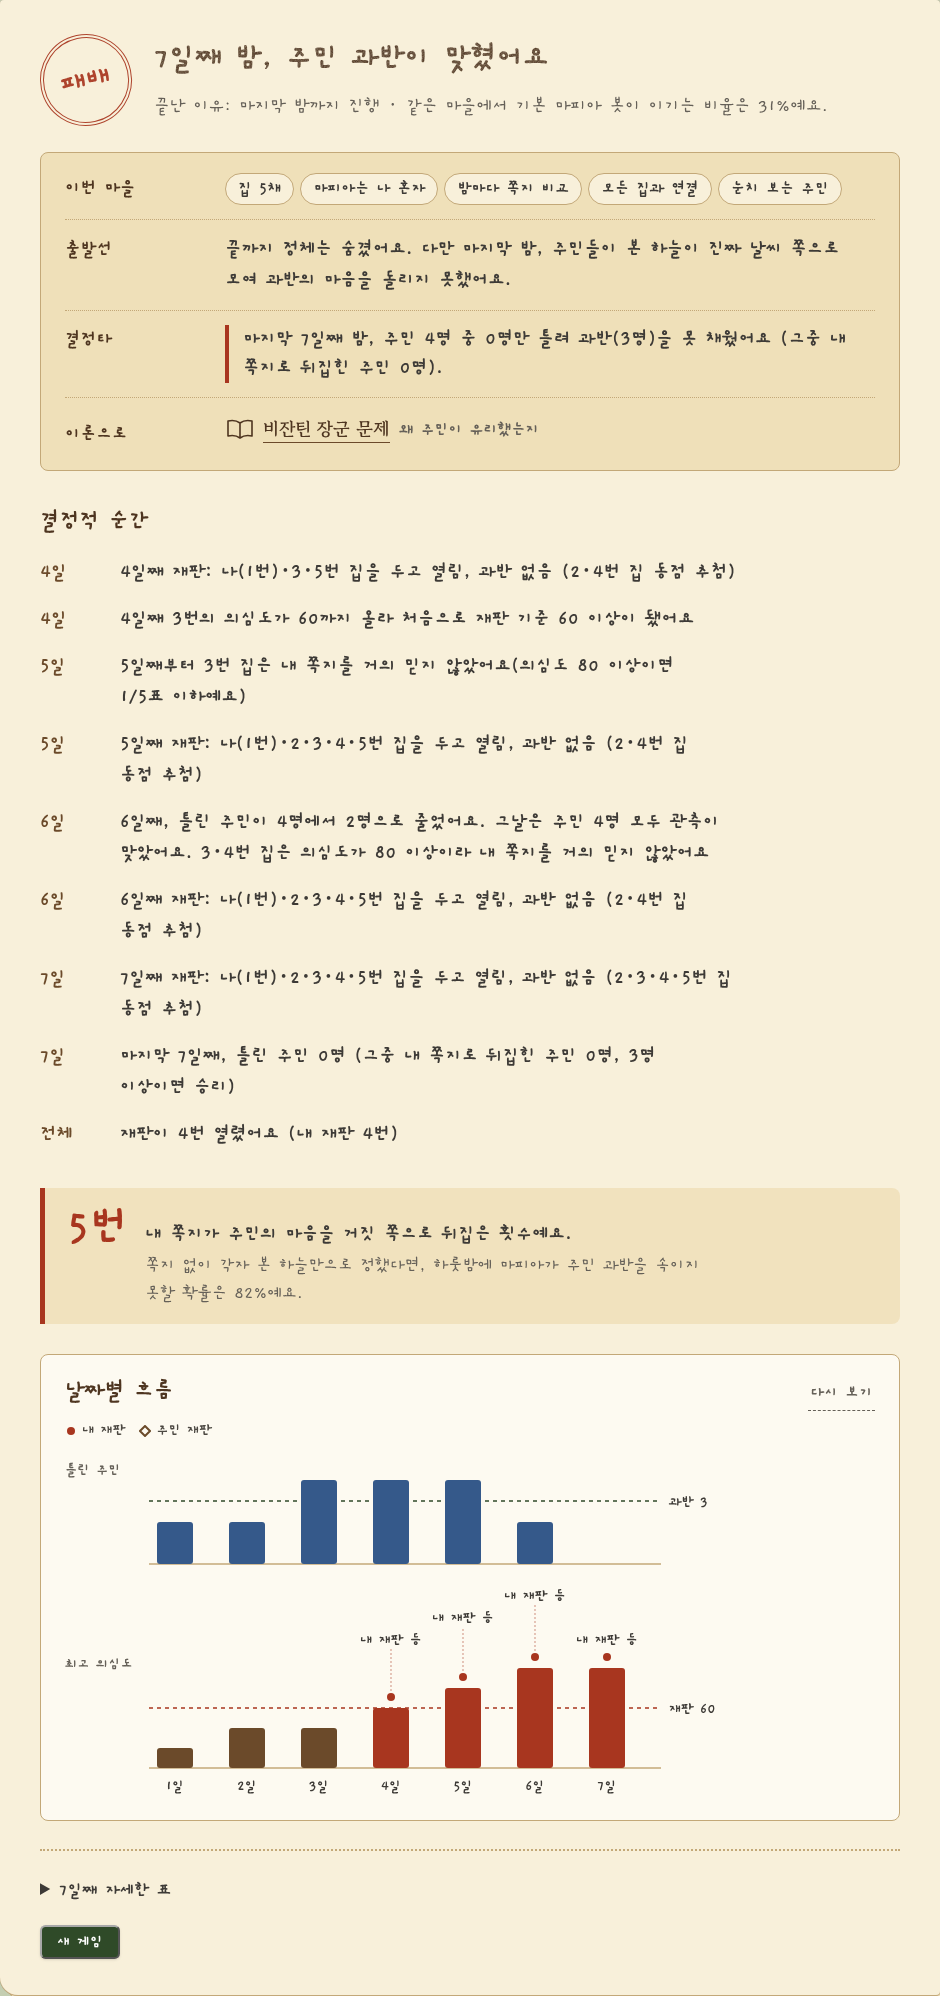 패배
7일째 밤, 주민 과반이 맞혔어요
끝난 이유: 마지막 밤까지 진행 · 같은 마을에서 기본 마피아 봇이 이기는 비율은 31%예요.
이번 마을
집 5채
마피아는 나 혼자
밤마다 쪽지 비교
모든 집과 연결
눈치 보는 주민
출발선
끝까지 정체는 숨겼어요. 다만 마지막 밤, 주민들이 본 하늘이 진짜 날씨 쪽으로
모여 과반의 마음을 돌리지 못했어요.
결정타
마지막 7일째 밤, 주민 4명 중 0명만 틀려 과반(3명)을 못 채웠어요 (그중 내
쪽지로 뒤집힌 주민 0명).
이론으로
비잔틴 장군 문제 왜 주민이 유리했는지
결정적 순간
4일 4일째 재판: 나(1번)·3·5번 집을 두고 열림, 과반 없음 (2·4번 집 동점 추첨)
4일 4일째 3번의 의심도가 60까지 올라 처음으로 재판 기준 60 이상이 됐어요
5일 5일째부터 3번 집은 내 쪽지를 거의 믿지 않았어요(의심도 80 이상이면
1/5표 이하예요)
5일 5일째 재판: 나(1번)·2·3·4·5번 집을 두고 열림, 과반 없음 (2·4번 집
동점 추첨)
6일 6일째, 틀린 주민이 4명에서 2명으로 줄었어요. 그날은 주민 4명 모두 관측이
맞았어요. 3·4번 집은 의심도가 80 이상이라 내 쪽지를 거의 믿지 않았어요
6일 6일째 재판: 나(1번)·2·3·4·5번 집을 두고 열림, 과반 없음 (2·4번 집
동점 추첨)
7일 7일째 재판: 나(1번)·2·3·4·5번 집을 두고 열림, 과반 없음 (2·3·4·5번 집
동점 추첨)
7일 마지막 7일째, 틀린 주민 0명 (그중 내 쪽지로 뒤집힌 주민 0명, 3명
이상이면 승리)
전체 재판이 4번 열렸어요 (내 재판 4번)
5번 내 쪽지가 주민의 마음을 거짓 쪽으로 뒤집은 횟수예요.
쪽지 없이 각자 본 하늘만으로 정했다면, 하룻밤에 마피아가 주민 과반을 속이지
못할 확률은 82%예요.
날짜별 흐름
다시 보기
내 재판 주민 재판
틀린 주민
과반 3
내 재판 등
내 재판 등
내 재판 등 내 재판 등
최고 의심도
재판 60
1일 2일 3일 4일 5일 6일 7일
▶ 7일째 자세한 표
새 게임